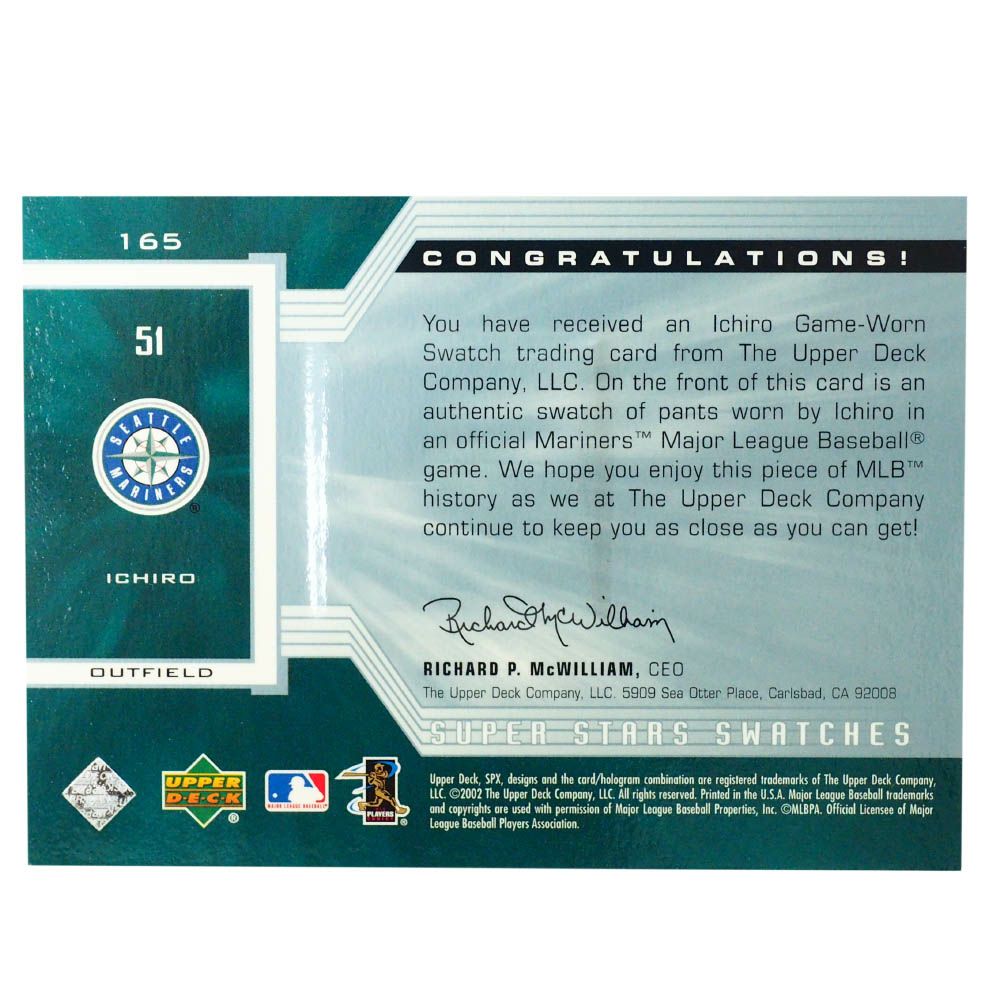 165
51
SEATTLE
MARINERS
®
ICHIRO
OUTFIELD
CONGRATULATIONS!
You have received an Ichiro Game-Worn
Swatch trading card from The Upper Deck
Company, LLC. On the front of this card is an
authentic swatch of pants worn by Ichiro in
an official Mariners™ Major League Baseball®
game. We hope you enjoy this piece of MLB™
history as we at The Upper Deck Company
continue to keep you as close as you can get!
Richard McWilliam
RICHARD P. McWILLIAM, CEO
The Upper Deck Company, LLC. 5909 Sea Otter Place, Carlsbad, CA 92008
SUPER STARS SWATCHES
UPPER
DECK
®
MAJOR LEAGUE BASEBALL
PLAYERS
CHOICE
®
Upper Deck, SPX, designs and the card/hologram combination are registered trademarks of The Upper Deck Company,
LLC. ©2002 The Upper Deck Company, LLC. All rights reserved. Printed in the U.S.A. Major League Baseball trademarks
and copyrights are used with permission of Major League Baseball Properties, Inc. ©MLBPA. Official Licensee of Major
League Baseball Players Association.